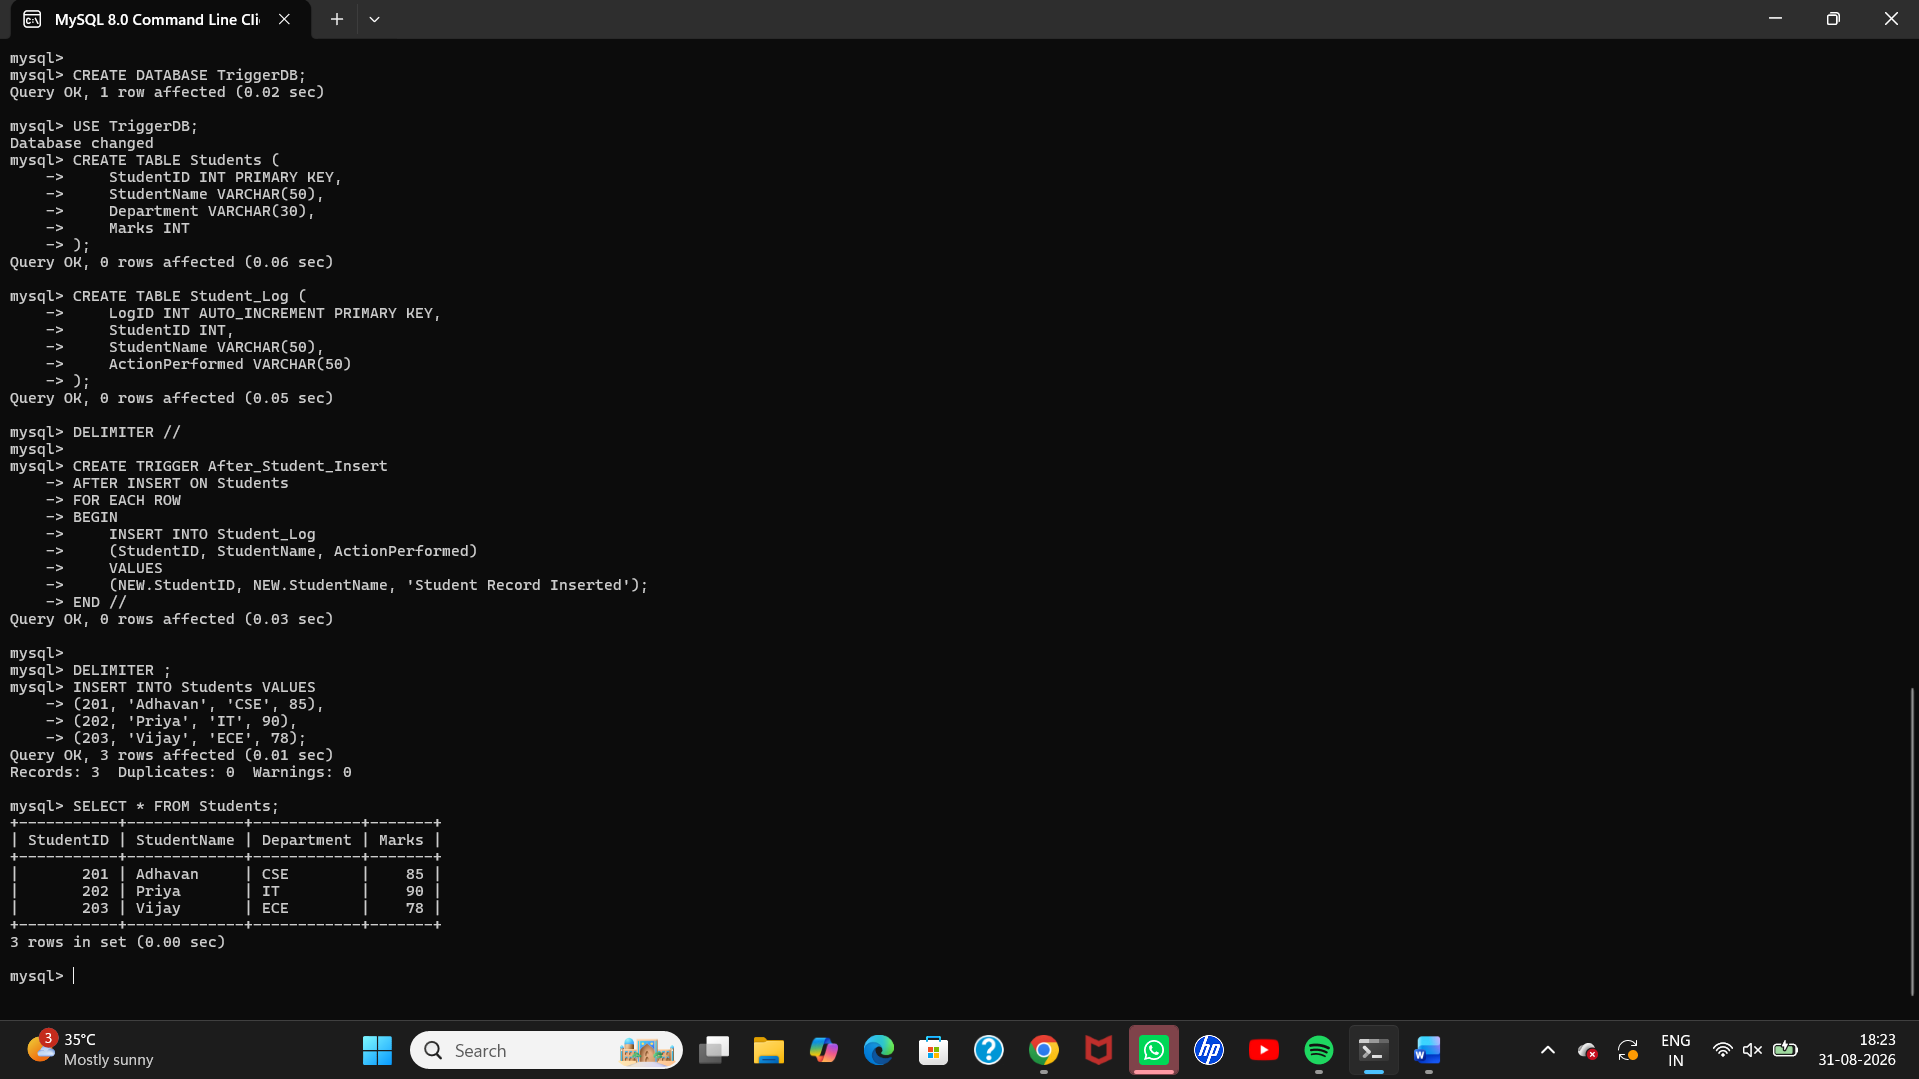 MySQL 8.0 Command Line Cli
mysql>
mysql> CREATE DATABASE TriggerDB;
Query OK, 1 row affected (0.02 sec)
mysql> USE TriggerDB;
Database changed
mysql> CREATE TABLE Students (
    ->     StudentID INT PRIMARY KEY,
    ->     StudentName VARCHAR(50),
    ->     Department VARCHAR(30),
    ->     Marks INT
    -> );
Query OK, 0 rows affected (0.06 sec)
mysql> CREATE TABLE Student_Log (
    ->     LogID INT AUTO_INCREMENT PRIMARY KEY,
    ->     StudentID INT,
    ->     StudentName VARCHAR(50),
    ->     ActionPerformed VARCHAR(50)
    -> );
Query OK, 0 rows affected (0.05 sec)
mysql> DELIMITER //
mysql>
mysql> CREATE TRIGGER After_Student_Insert
    -> AFTER INSERT ON Students
    -> FOR EACH ROW
    -> BEGIN
    ->     INSERT INTO Student_Log
    ->     (StudentID, StudentName, ActionPerformed)
    ->     VALUES
    ->     (NEW.StudentID, NEW.StudentName, 'Student Record Inserted');
    -> END //
Query OK, 0 rows affected (0.03 sec)
mysql>
mysql> DELIMITER ;
mysql> INSERT INTO Students VALUES
    -> (201, 'Adhavan', 'CSE', 85),
    -> (202, 'Priya', 'IT', 90),
    -> (203, 'Vijay', 'ECE', 78);
Query OK, 3 rows affected (0.01 sec)
Records: 3  Duplicates: 0  Warnings: 0
mysql> SELECT * FROM Students;
+-----------+-------------+------------+-------+
| StudentID | StudentName | Department | Marks |
+-----------+-------------+------------+-------+
|       201 | Adhavan     | CSE        |    85 |
|       202 | Priya       | IT         |    90 |
|       203 | Vijay       | ECE        |    78 |
+-----------+-------------+------------+-------+
3 rows in set (0.00 sec)
mysql>
3
35°C
Mostly sunny
Search
hp
W
ENG
IN
18:23
31-08-2026